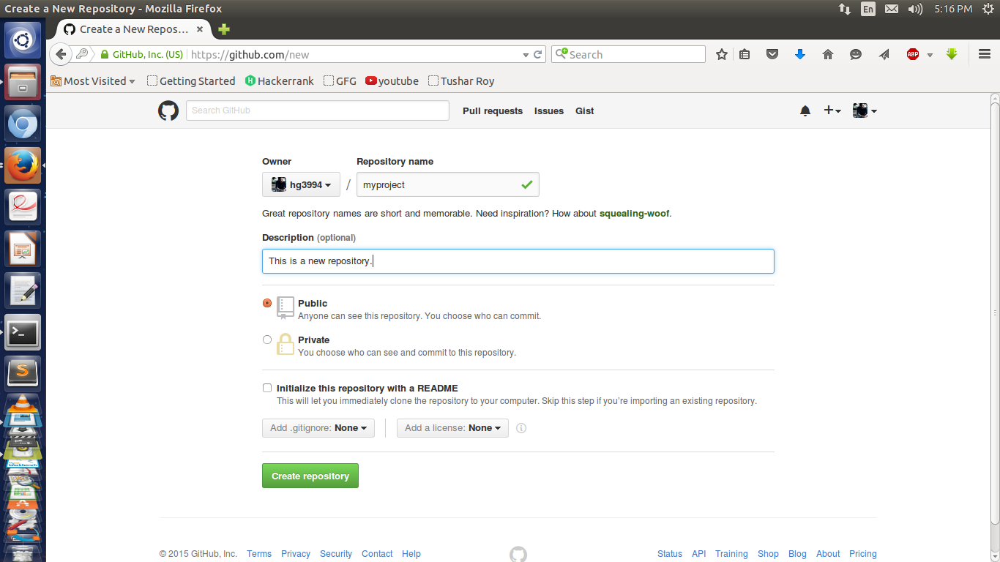 Create a New Repository - Mozilla Firefox
En
5:16 PM
Create a New Repos…
GitHub, Inc. (US)
https://github.com/new
Search
ABP
Most Visited
Getting Started
Hackerrank
GFG
youtube
Tushar Roy
Search GitHub
Pull requests Issues Gist
Owner Repository name
hg3994 / myproject
Great repository names are short and memorable. Need inspiration? How about squealing-woof.
Description (optional)
This is a new repository.
Public
Anyone can see this repository. You choose who can commit.
Private
You choose who can see and commit to this repository.
Initialize this repository with a README
This will let you immediately clone the repository to your computer. Skip this step if you’re importing an existing repository.
Add .gitignore: None Add a license: None
Create repository
© 2015 GitHub, Inc. Terms Privacy Security Contact Help
Status API Training Shop Blog About Pricing